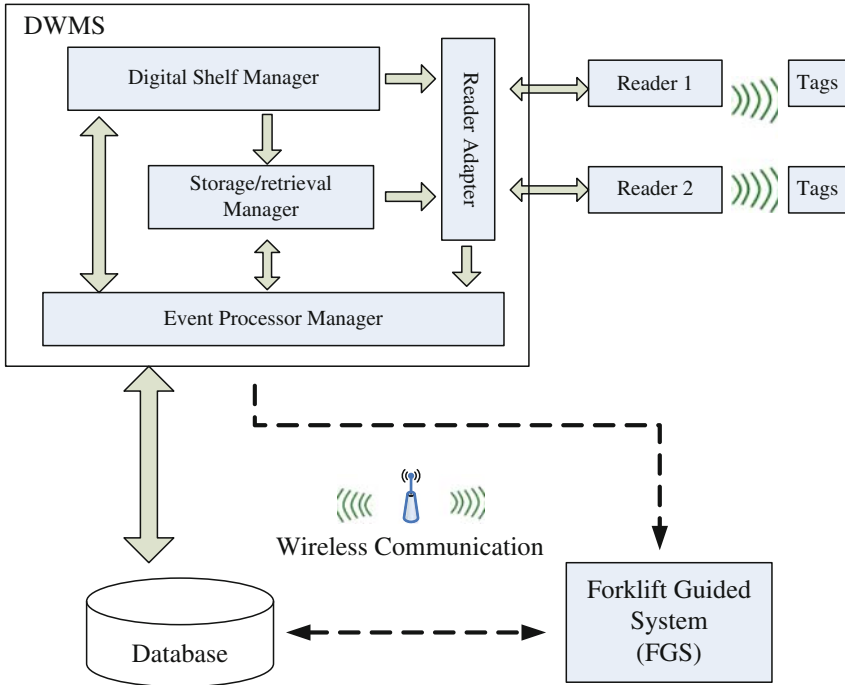 DWMS
Digital Shelf Manager
Reader Adapter
Reader 1
Tags
Storage/retrieval
Manager
Reader 2
Tags
Event Processor Manager
Wireless Communication
Database
Forklift Guided
System
(FGS)